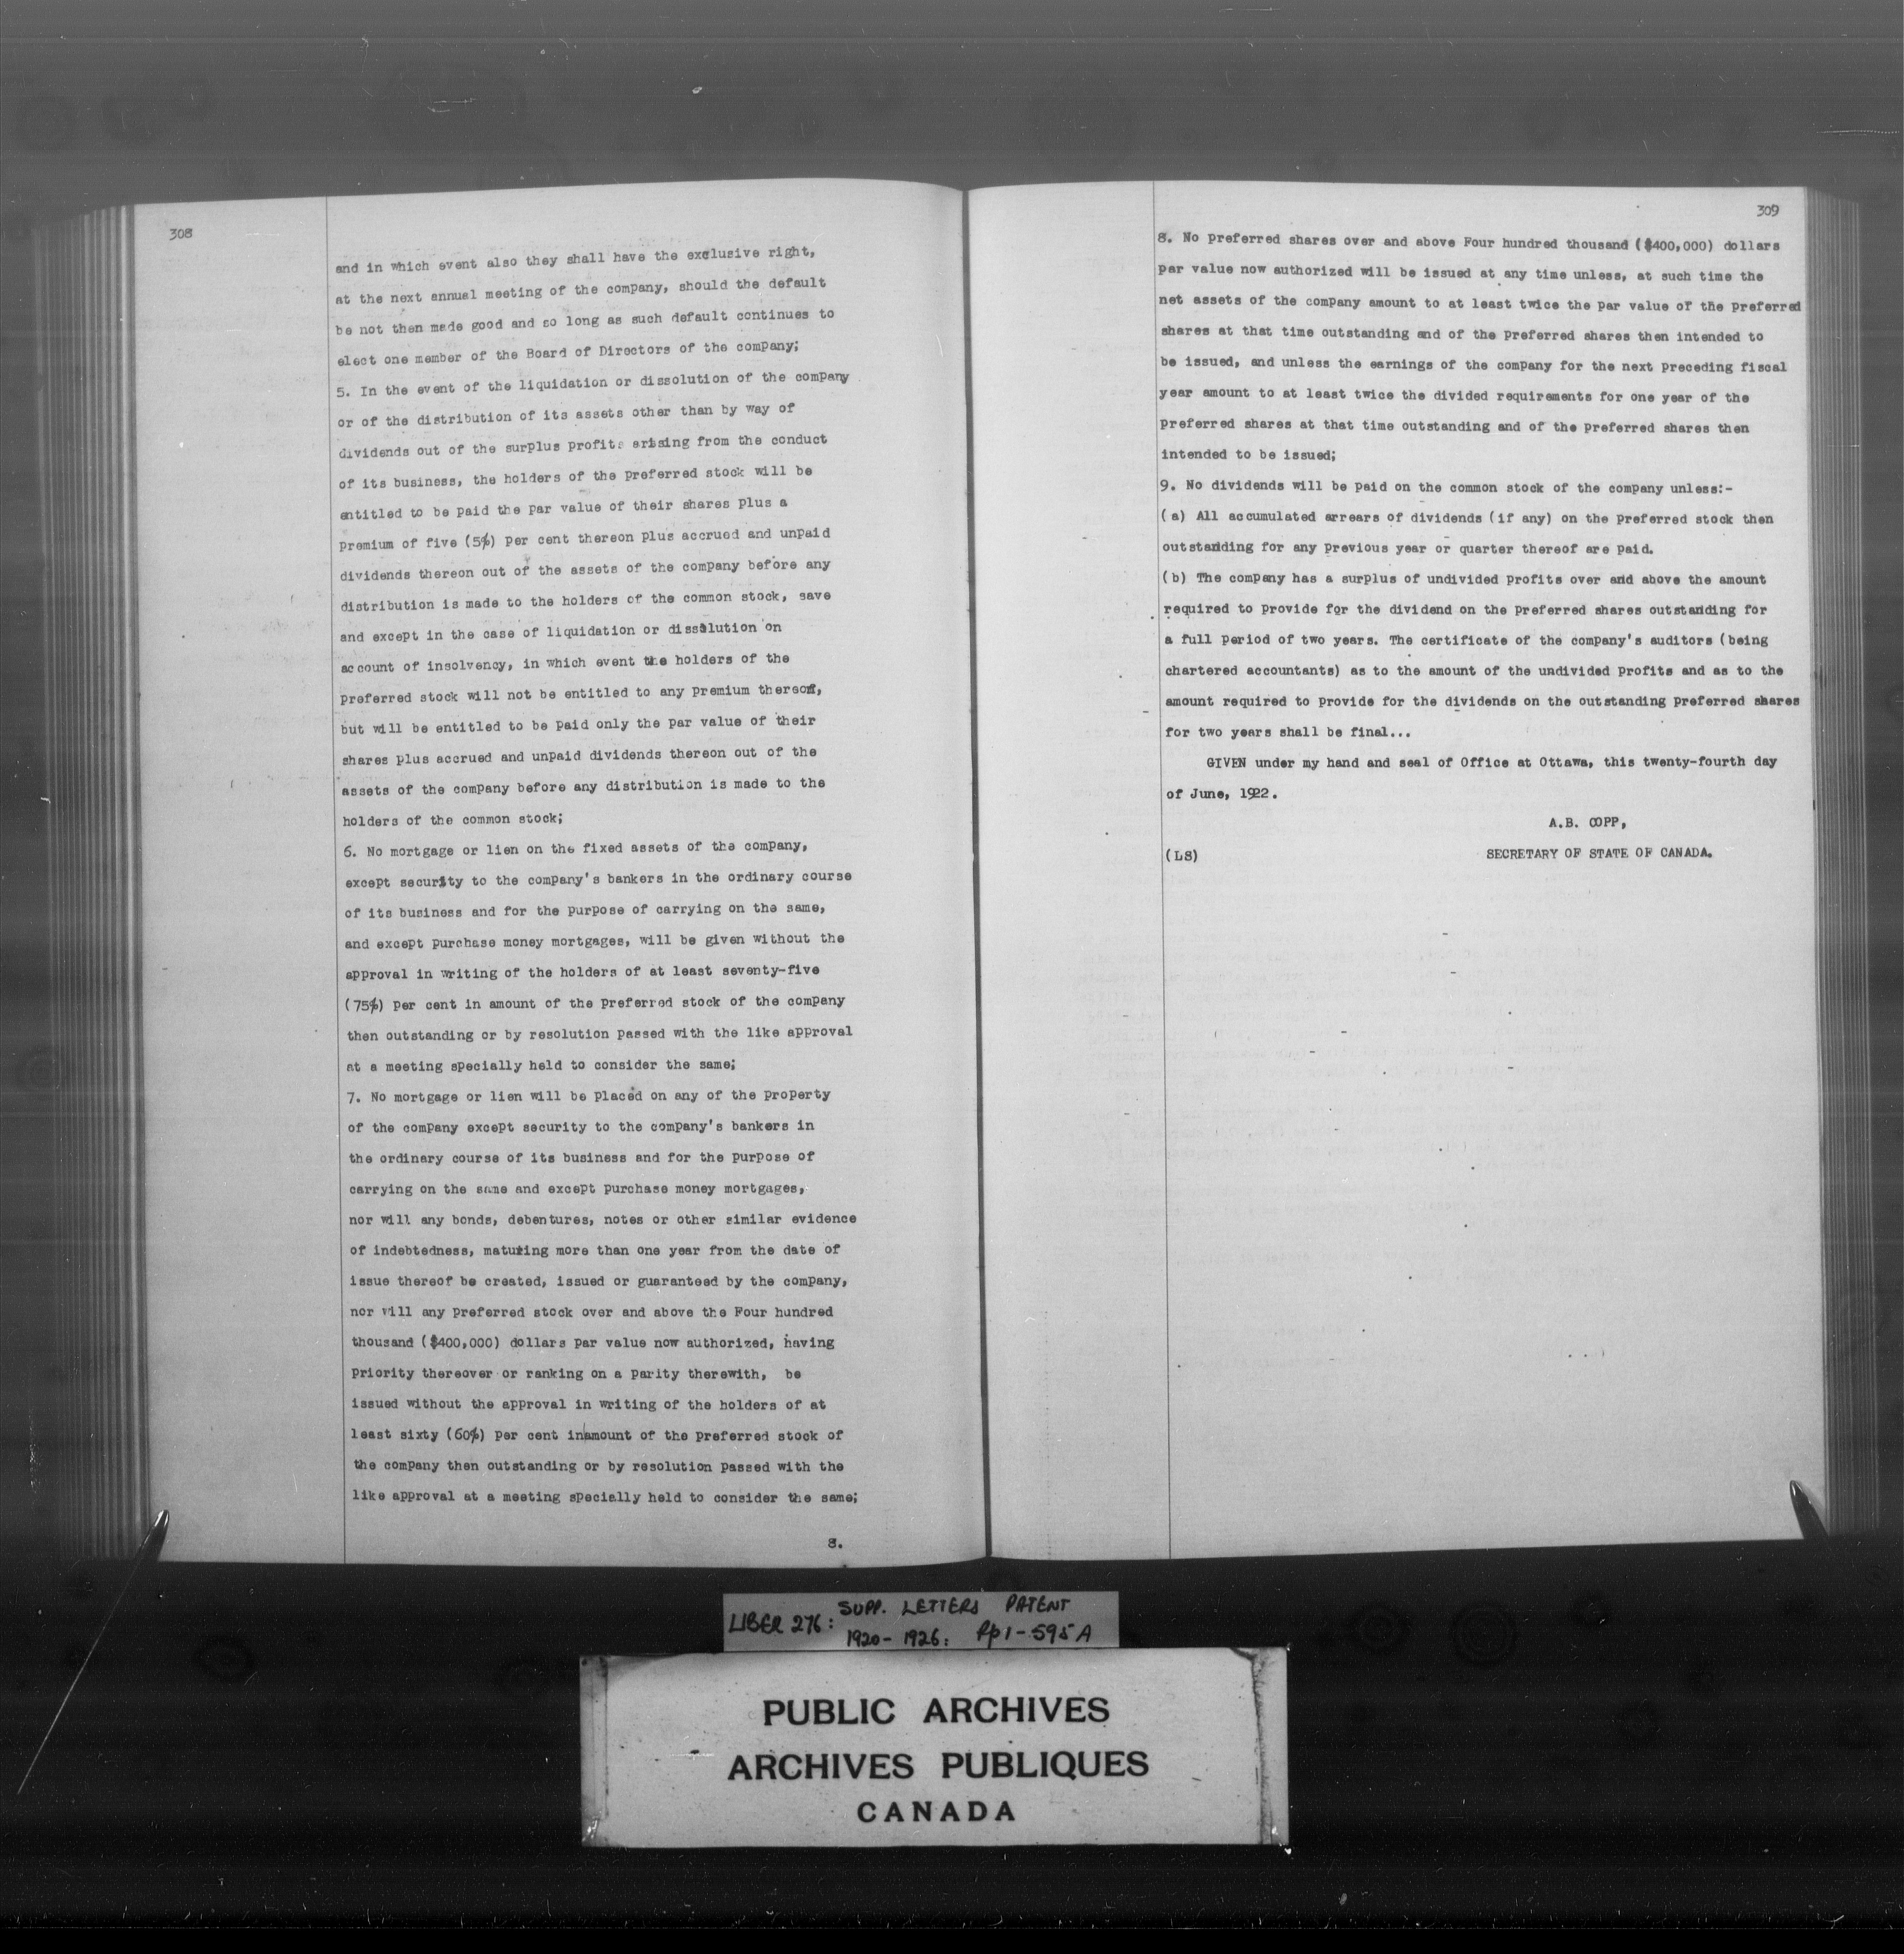 308
and in which event also they shall have the exclusive right,
at the next annual meeting of the company, should the default
be not then made good and so long as such default continues to
elect one member of the Board of Directors of the company;
5. In the event of the liquidation or dissolution of the company
or of the distribution of its assets other than by way of
dividends out of the surplus profits arising from the conduct
of its business, the holders of the preferred stock will be
entitled to be paid the par value of their shares plus a
premium of five (5%) per cent thereon plus accrued and unpaid
dividends thereon out of the assets of the company before any
distribution is made to the holders of the common stock, save
and except in the case of liquidation or dissolution on
account of insolvency, in which event the holders of the
preferred stock will not be entitled to any premium thereon,
but will be entitled to be paid only the par value of their
shares plus accrued and unpaid dividends thereon out of the
assets of the company before any distribution is made to the
holders of the common stock;
6. No mortgage or lien on the fixed assets of the company,
except security to the company's bankers in the ordinary course
of its business and for the purpose of carrying on the same,
and except purchase money mortgages, will be given without the
approval in writing of the holders of at least seventy-five
(75%) per cent in amount of the preferred stock of the company
then outstanding or by resolution passed with the like approval
at a meeting specially held to consider the same;
7. No mortgage or lien will be placed on any of the property
of the company except security to the company's bankers in
the ordinary course of its business and for the purpose of
carrying on the same and except purchase money mortgages,
nor will any bonds, debentures, notes or other similar evidence
of indebtedness, maturing more than one year from the date of
issue thereof be created, issued or guaranteed by the company,
nor will any preferred stock over and above the Four hundred
thousand ($400,000) dollars par value now authorized, having
priority thereover or ranking on a parity therewith, be
issued without the approval in writing of the holders of at
least sixty (60%) per cent in amount of the preferred stock of
the company then outstanding or by resolution passed with the
like approval at a meeting specially held to consider the same;
8.
309
8. No preferred shares over and above Four hundred thousand ($400,000) dollars
par value now authorized will be issued at any time unless, at such time the
net assets of the company amount to at least twice the par value of the preferred
shares at that time outstanding and of the preferred shares then intended to
be issued, and unless the earnings of the company for the next preceding fiscal
year amount to at least twice the divided requirements for one year of the
preferred shares at that time outstanding and of the preferred shares then
intended to be issued;
9. No dividends will be paid on the common stock of the company unless:-
(a) All accumulated arrears of dividends (if any) on the preferred stock then
outstanding for any previous year or quarter thereof are paid.
(b) The company has a surplus of undivided profits over and above the amount
required to provide for the dividend on the preferred shares outstanding for
a full period of two years. The certificate of the company's auditors (being
chartered accountants) as to the amount of the undivided profits and as to the
amount required to provide for the dividends on the outstanding preferred shares
for two years shall be final...
GIVEN under my hand and seal of Office at Ottawa, this twenty-fourth day
of June, 1922.
A.B. COPP,
(LS) SECRETARY OF STATE OF CANADA.
LIBER 276: SUPP. LETTERS PATENT
1920-1926: Pp 1-595A
PUBLIC ARCHIVES
ARCHIVES PUBLIQUES
CANADA